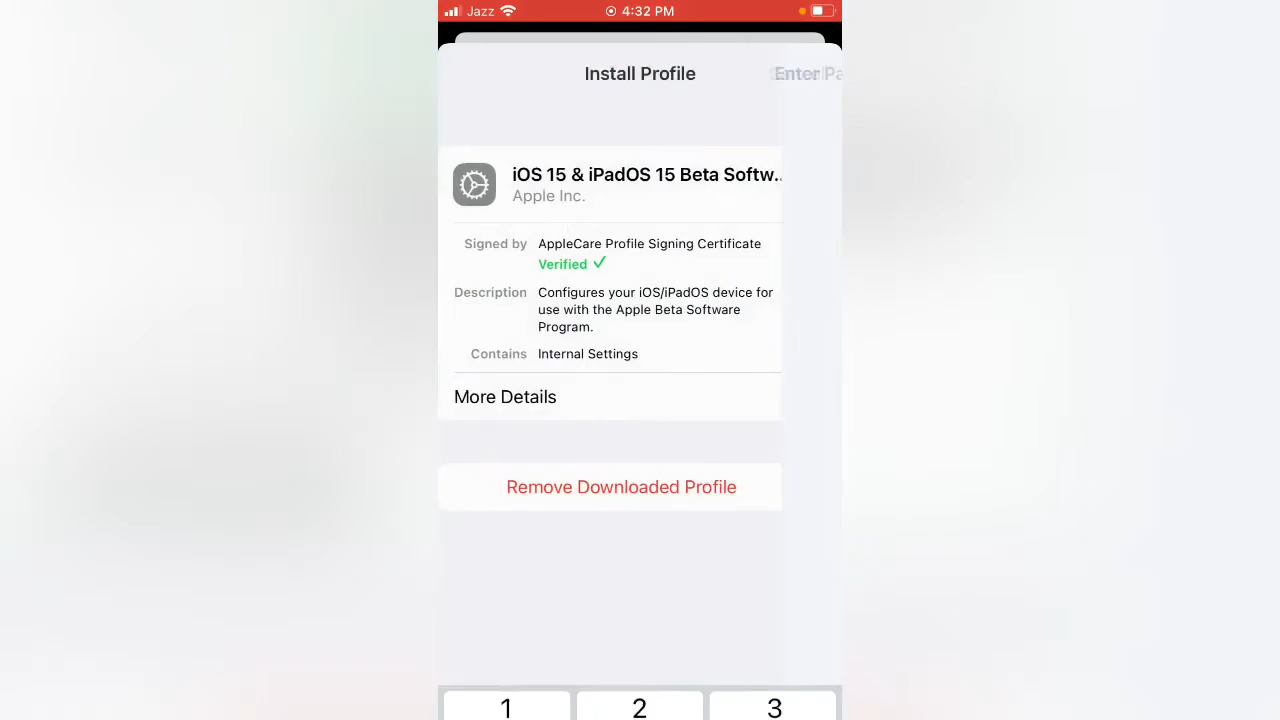 Jazz 4:32 PM
Install Profile
Enter Pa
iOS 15 & iPadOS 15 Beta Softw..
Apple Inc.
Signed by AppleCare Profile Signing Certificate
Verified ✓
Description Configures your iOS/iPadOS device for
use with the Apple Beta Software
Program.
Contains Internal Settings
More Details
Remove Downloaded Profile
1 2 3